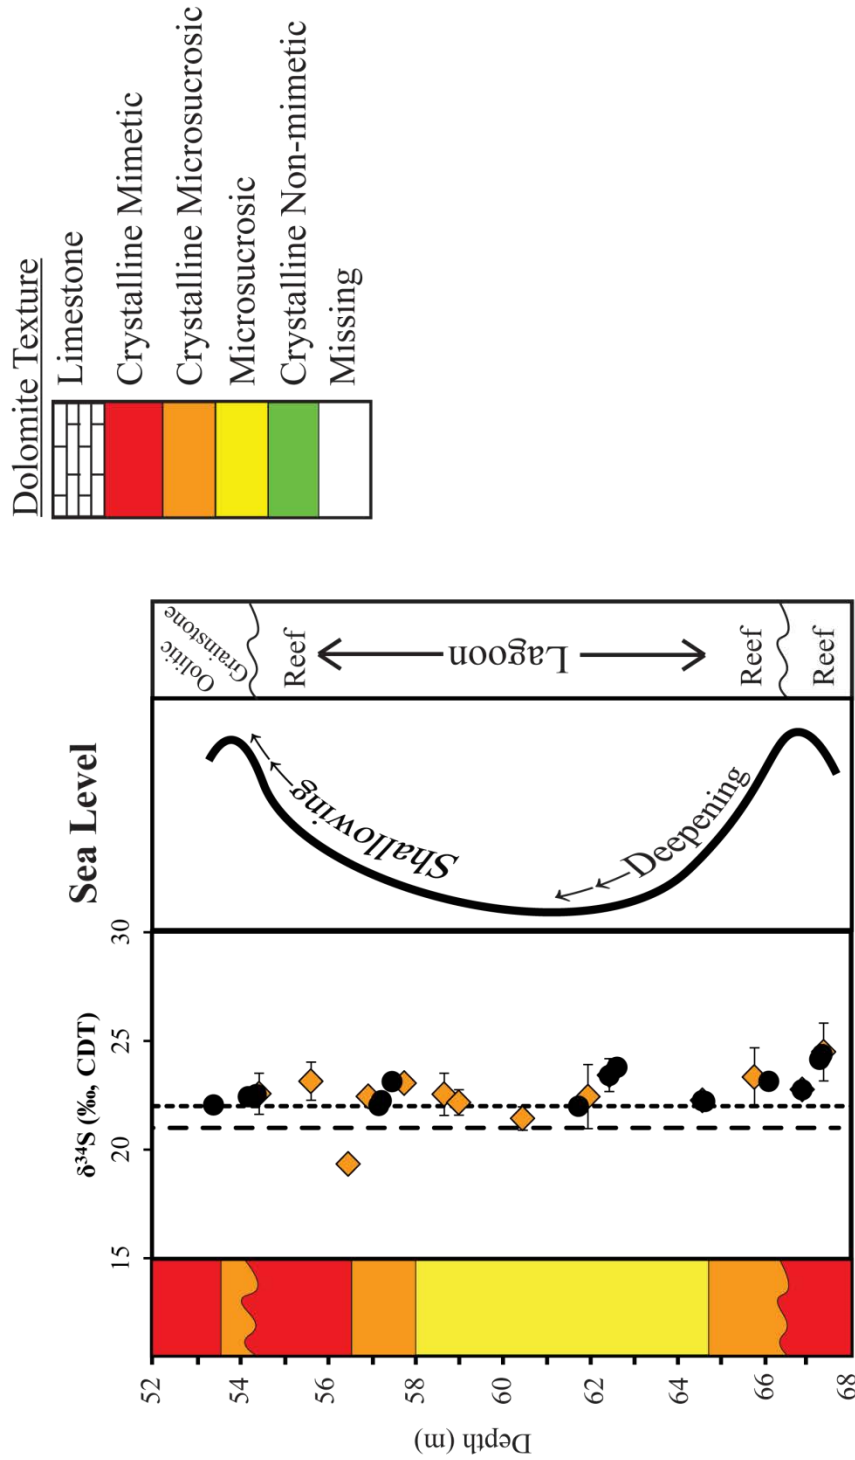 Dolomite Texture
Limestone
Crystalline Mimetic
Crystalline Microsucrosic
Microsucrosic
Crystalline Non-mimetic
Missing
Sea Level
δ³⁴S (‰, CDT)
15
20
25
30
Depth (m)
52
54
56
58
60
62
64
66
68
Shallowing
Deepening
Oolitic
Grainstone
Reef
Lagoon
Reef
Reef